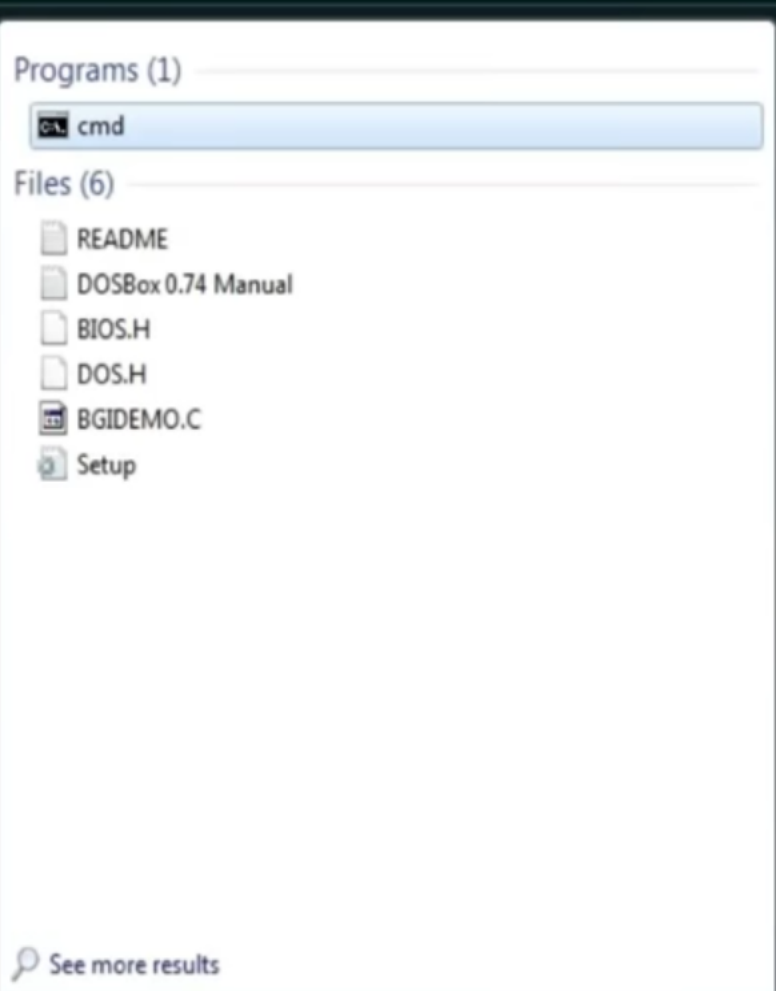 Programs (1)
C:\.
cmd
Files (6)
README
DOSBox 0.74 Manual
BIOS.H
DOS.H
BGIDEMO.C
Setup
See more results